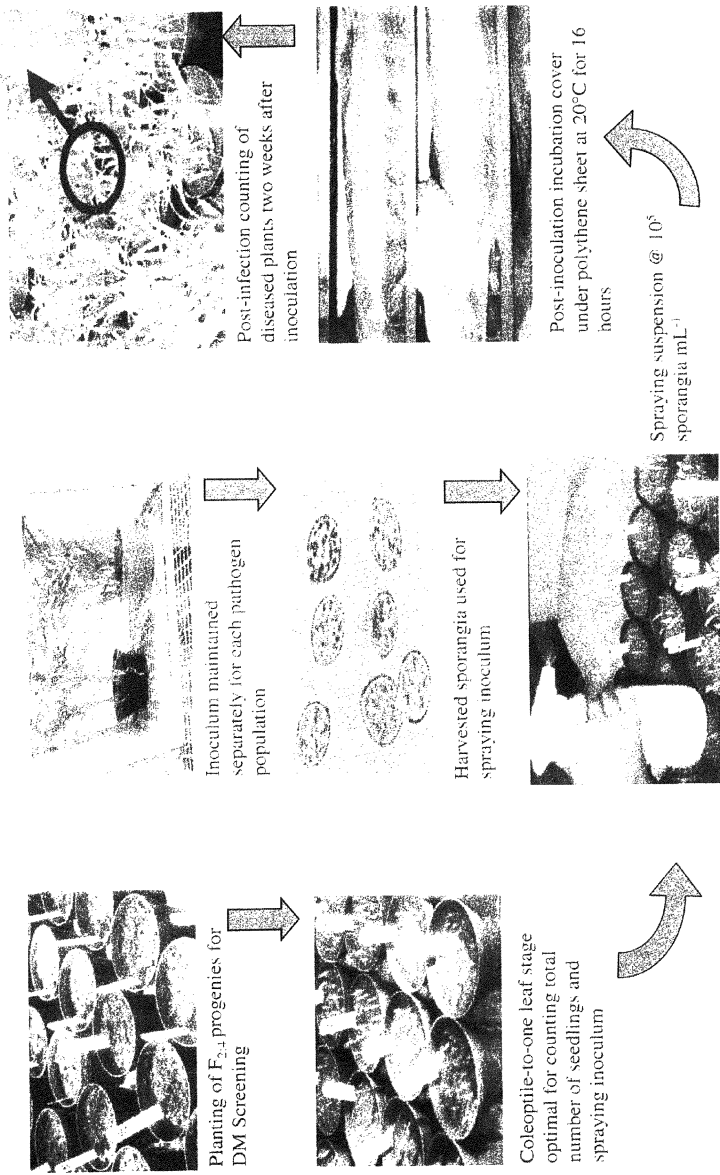 Planting of F2:4 progenies for
DM Screening
Coleoptile-to-one leaf stage
optimal for counting total
number of seedlings and
spraying inoculum
Inoculum maintained
separately for each pathogen
population
Harvested sporangia used for
spraying inoculum
Spraying suspension @ 10⁵
sporangia mL⁻¹
Post-inoculation incubation cover
under polythene sheet at 20°C for 16
hours
Post-infection counting of
diseased plants two weeks after
inoculation